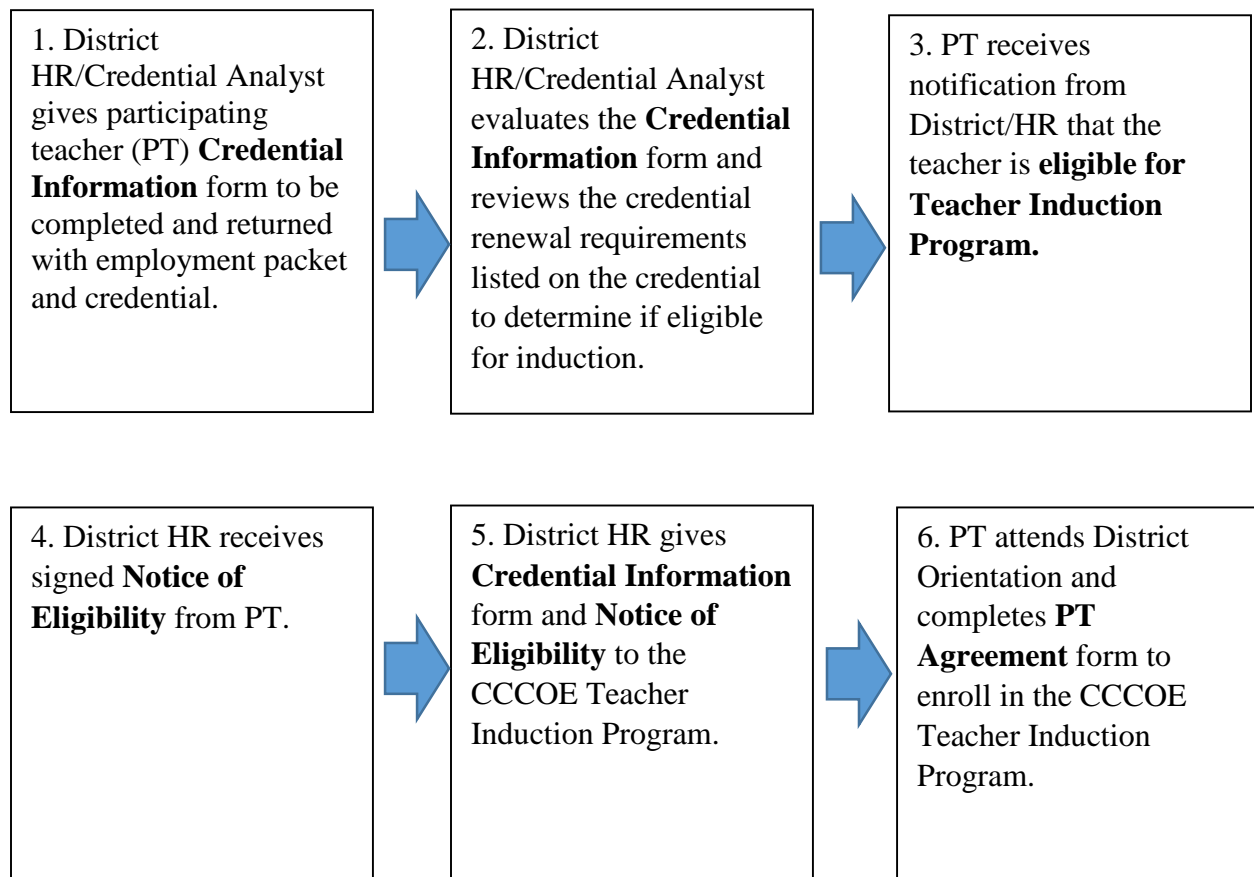 1. District
HR/Credential Analyst
gives participating
teacher (PT) Credential
Information form to be
completed and returned
with employment packet
and credential.
2. District
HR/Credential Analyst
evaluates the Credential
Information form and
reviews the credential
renewal requirements
listed on the credential
to determine if eligible
for induction.
3. PT receives
notification from
District/HR that the
teacher is eligible for
Teacher Induction
Program.
4. District HR receives
signed Notice of
Eligibility from PT.
5. District HR gives
Credential Information
form and Notice of
Eligibility to the
CCCOE Teacher
Induction Program.
6. PT attends District
Orientation and
completes PT
Agreement form to
enroll in the CCCOE
Teacher Induction
Program.